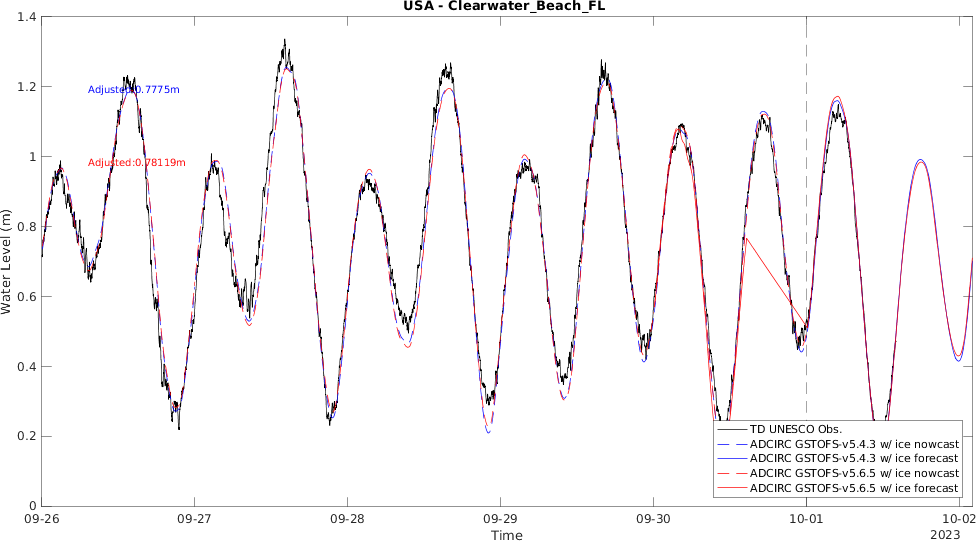 USA - Clearwater_Beach_FL
1.4
1.2
1
0.8
0.6
0.4
0.2
0
Water Level (m)
Adjusted:0.7775m
Adjusted:0.78119m
TD UNESCO Obs.
ADCIRC GSTOFS-v5.4.3 w/ ice nowcast
ADCIRC GSTOFS-v5.4.3 w/ ice forecast
ADCIRC GSTOFS-v5.6.5 w/ ice nowcast
ADCIRC GSTOFS-v5.6.5 w/ ice forecast
09-26 09-27 09-28 09-29 09-30 10-01 10-02
Time
2023